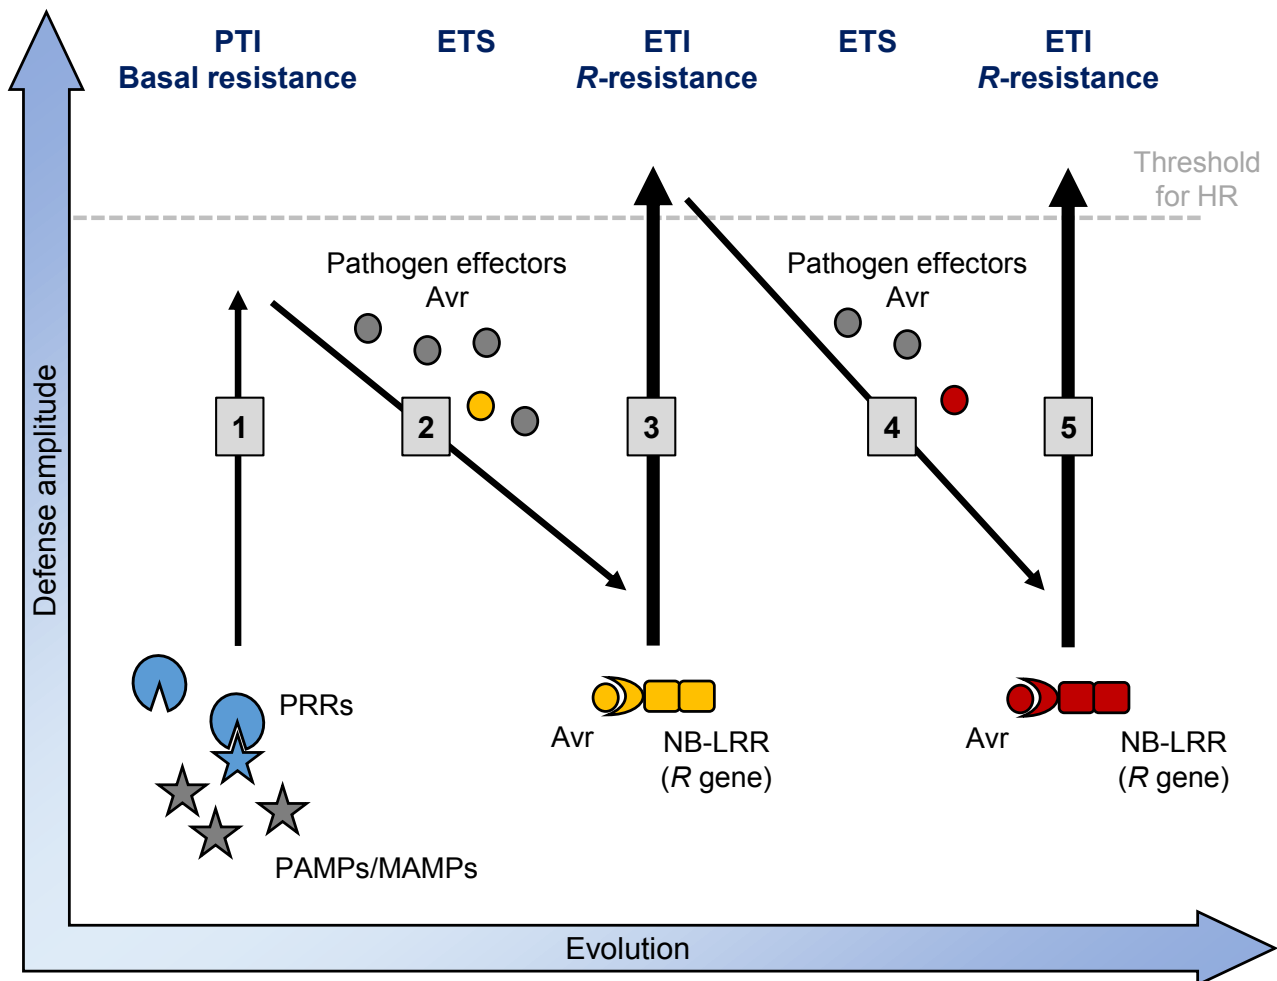 PTI
Basal resistance
ETS
ETI
R-resistance
ETS
ETI
R-resistance
Threshold
for HR
Pathogen effectors
Avr
Pathogen effectors
Avr
1
2
3
4
5
Defense amplitude
PRRs
PAMPs/MAMPs
Avr
NB-LRR
(R gene)
Avr
NB-LRR
(R gene)
Evolution